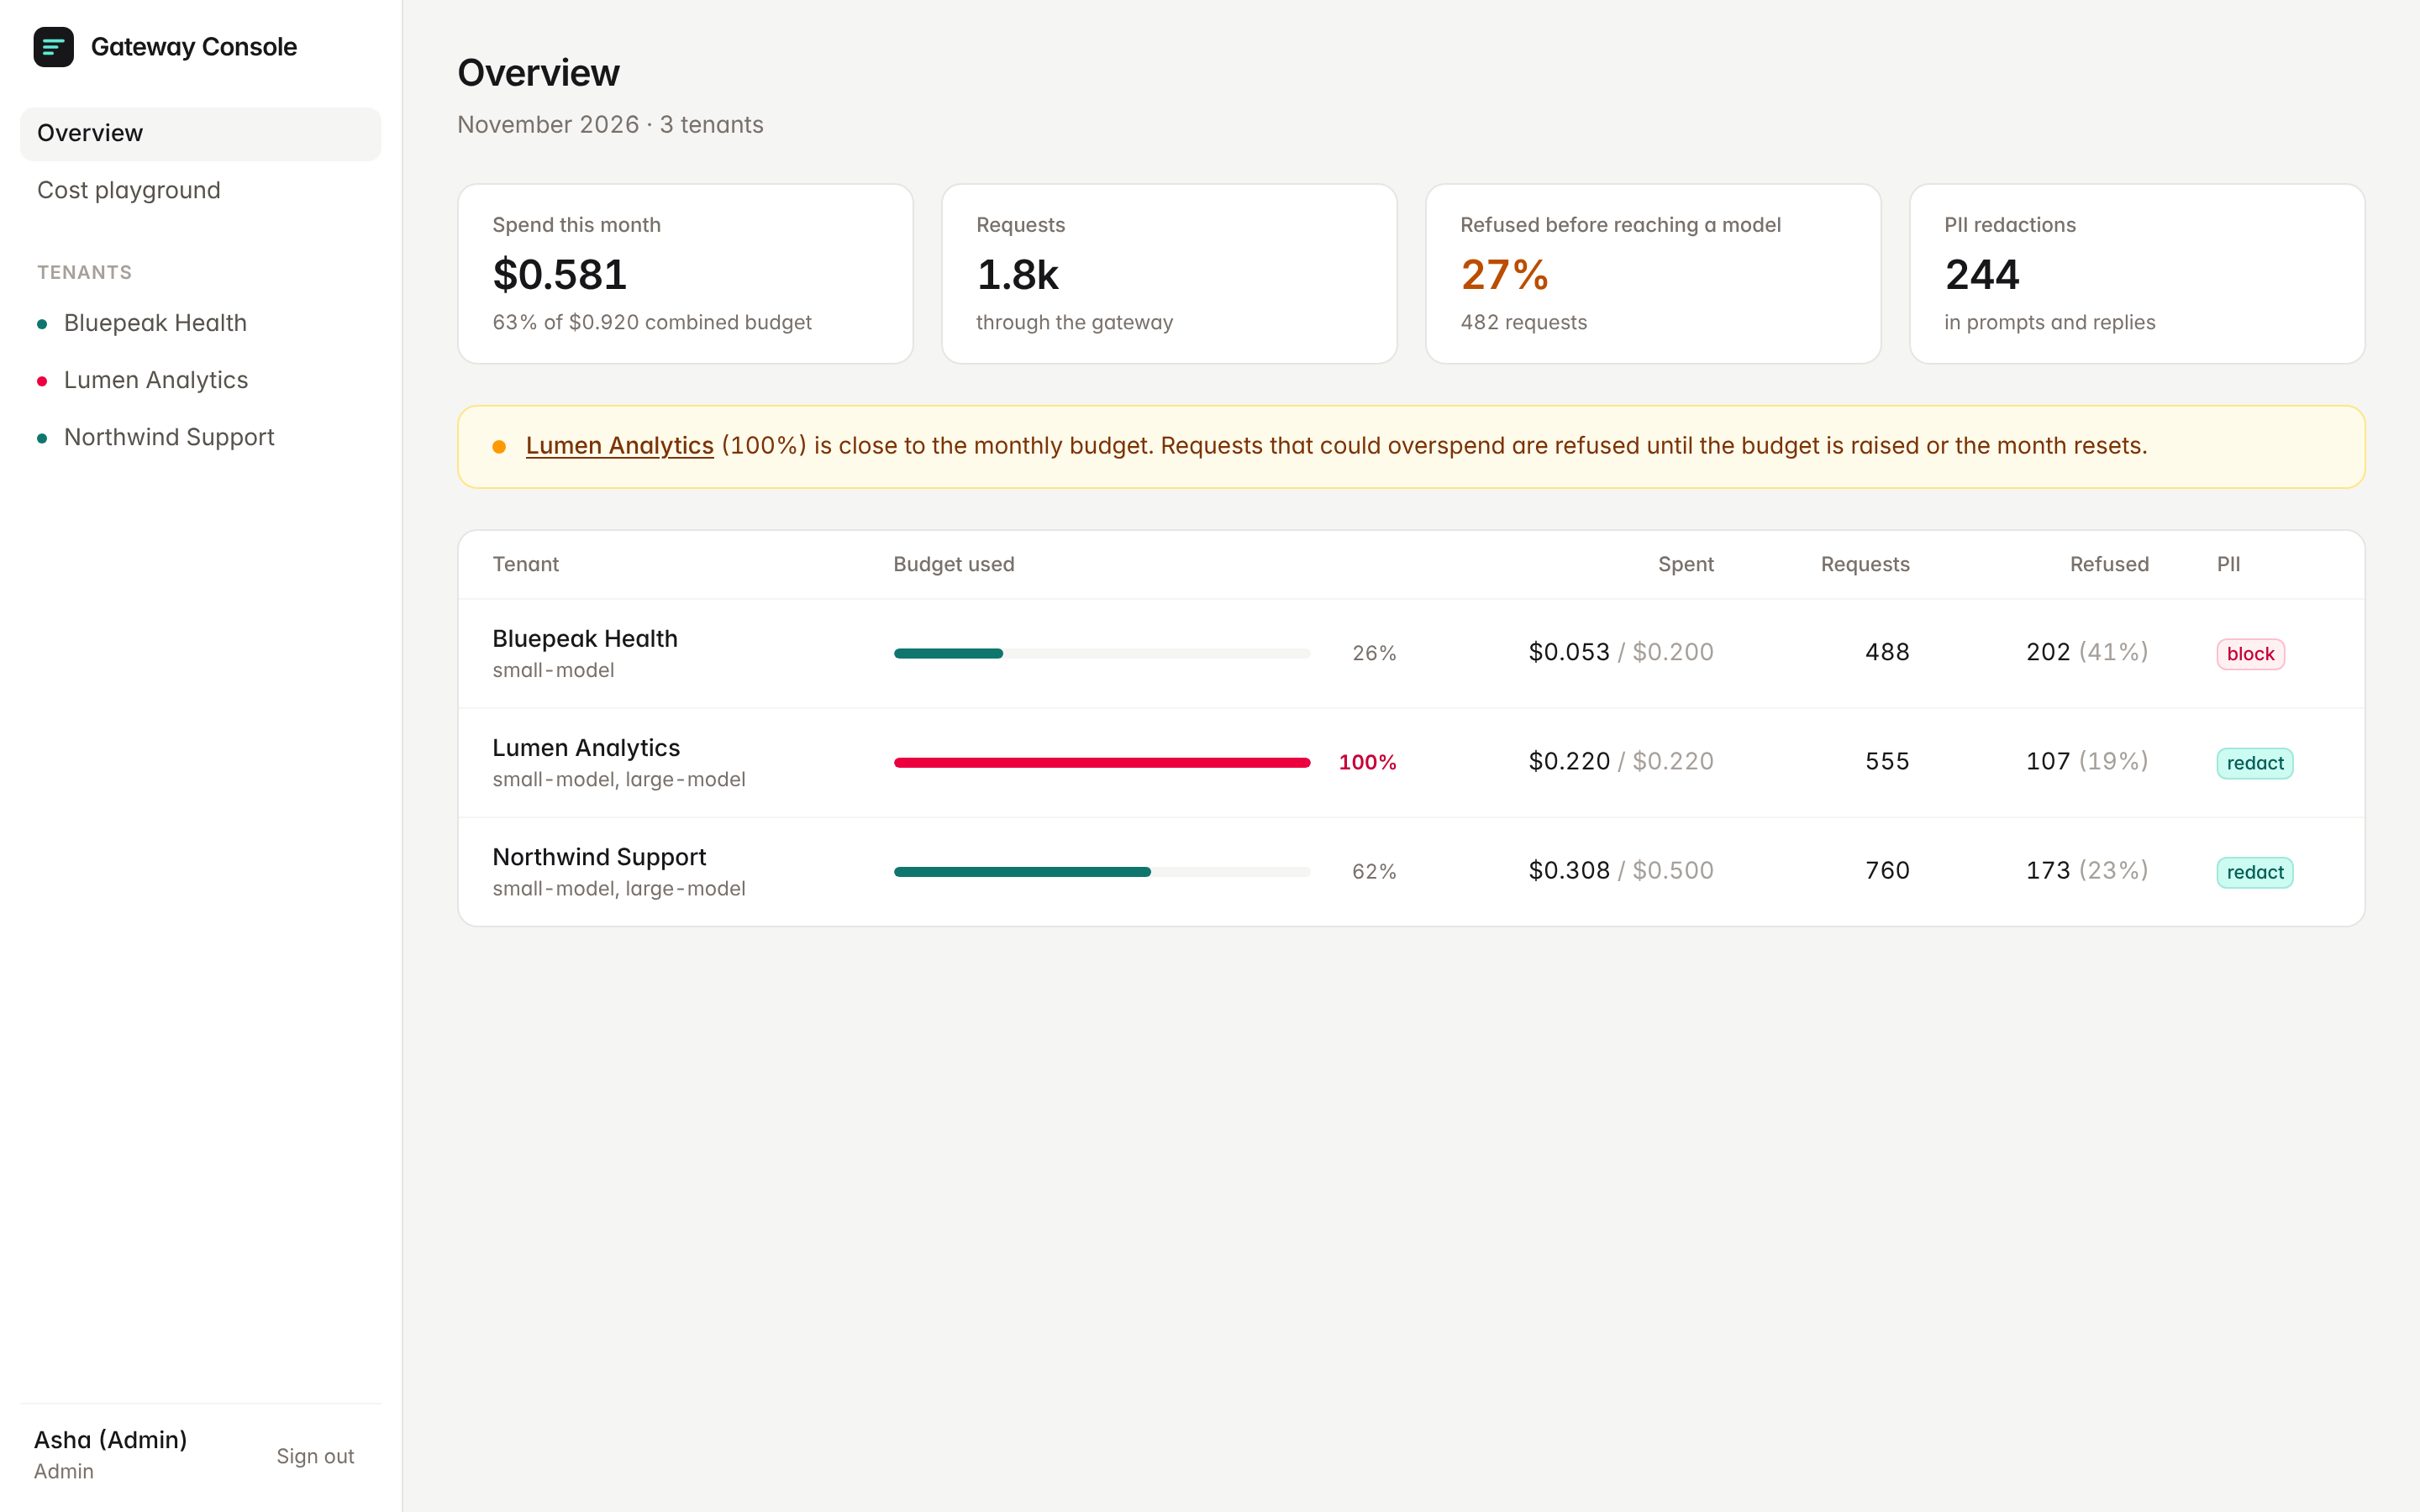 Gateway Console
Overview
Cost playground
TENANTS
Bluepeak Health
Lumen Analytics
Northwind Support
Asha (Admin)
Admin
Sign out
Overview
November 2026 · 3 tenants
Spend this month
$0.581
63% of $0.920 combined budget
Requests
1.8k
through the gateway
Refused before reaching a model
27%
482 requests
PII redactions
244
in prompts and replies
Lumen Analytics (100%) is close to the monthly budget. Requests that could overspend are refused until the budget is raised or the month resets.
Tenant Budget used Spent Requests Refused PII
Bluepeak Health
small-model
26% $0.053 / $0.200 488 202 (41%) block
Lumen Analytics
small-model, large-model
100% $0.220 / $0.220 555 107 (19%) redact
Northwind Support
small-model, large-model
62% $0.308 / $0.500 760 173 (23%) redact